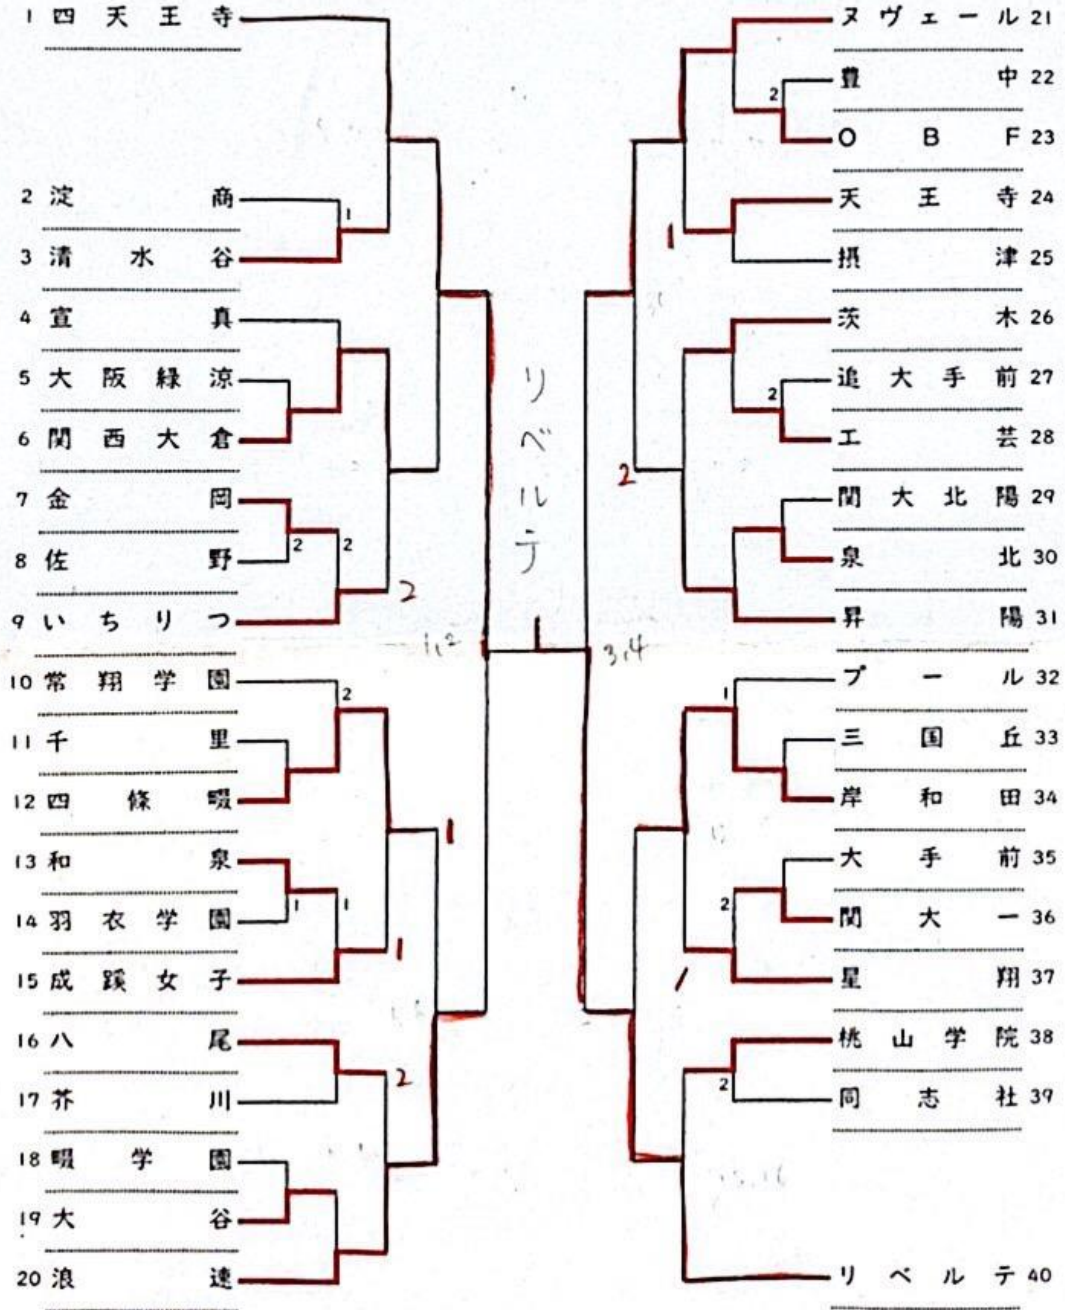 1 四天王寺
2 淀商
3 清水谷
4 宣真
5 大阪緑涼
6 関西大倉
7 金岡
8 佐野
9 いちりつ
10 常翔学園
11 千里
12 四條畷
13 和泉
14 羽衣学園
15 成蹊女子
16 八尾
17 芥川
18 畷学園
19 大谷
20 浪速
1
2
2
2
2
1
1
1
1
2
リベルテ
1,2
1
3,4
ヌヴェール 21
豊中 22
OBF 23
天王寺 24
摂津 25
茨木 26
追大手前 27
工芸 28
関大北陽 29
泉北 30
昇陽 31
プール 32
三国丘 33
岸和田 34
大手前 35
関大一 36
星翔 37
桃山学院 38
同志社 39
リベルテ 40
2
1
2
2
1
2
1
2